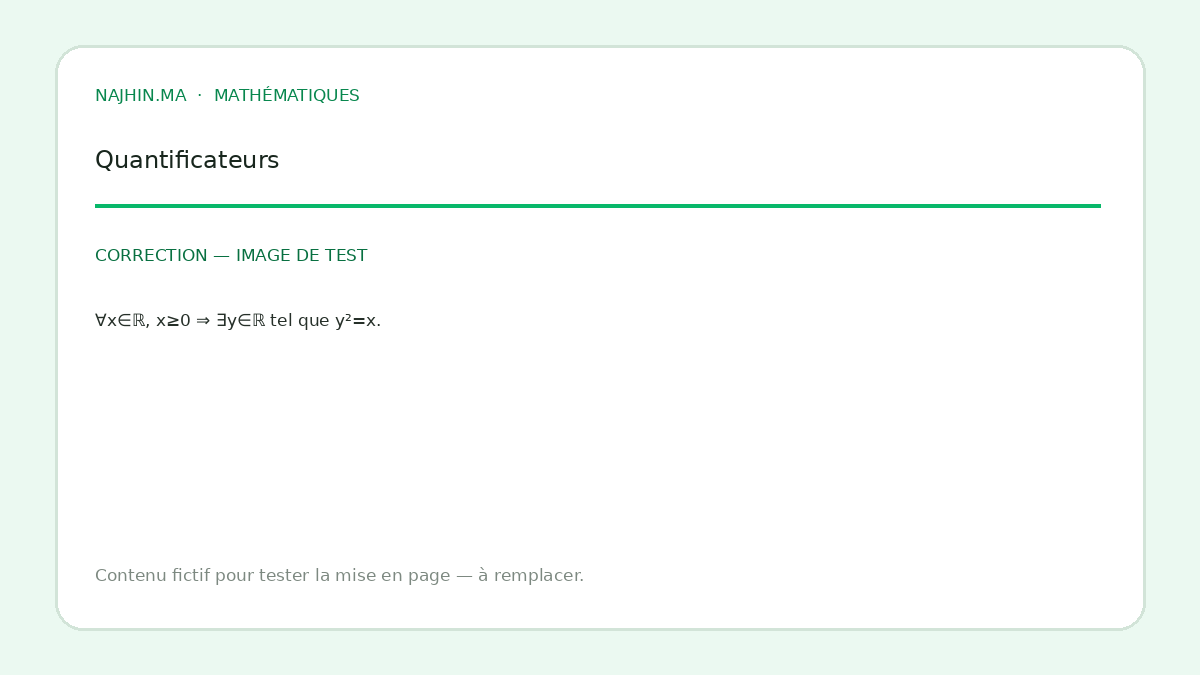 NAJHIN.MA · MATHÉMATIQUES
Quantificateurs
CORRECTION — IMAGE DE TEST
∀x∈ℝ, x≥0 ⇒ ∃y∈ℝ tel que y²=x.
Contenu fictif pour tester la mise en page — à remplacer.